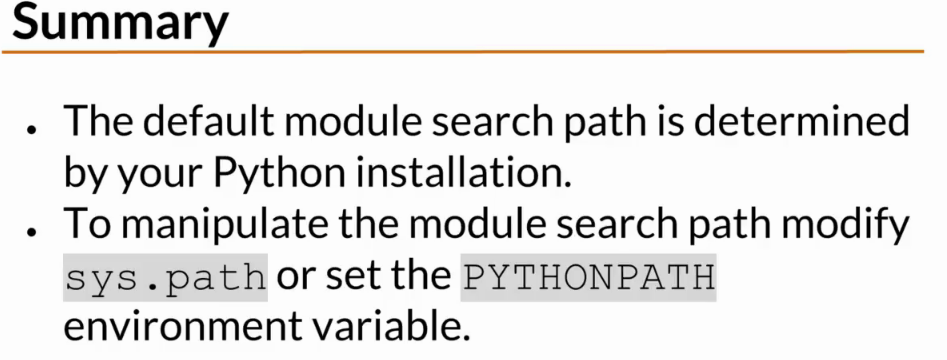 Summary
• The default module search path is determined
by your Python installation.
• To manipulate the module search path modify
sys.path or set the PYTHONPATH
environment variable.